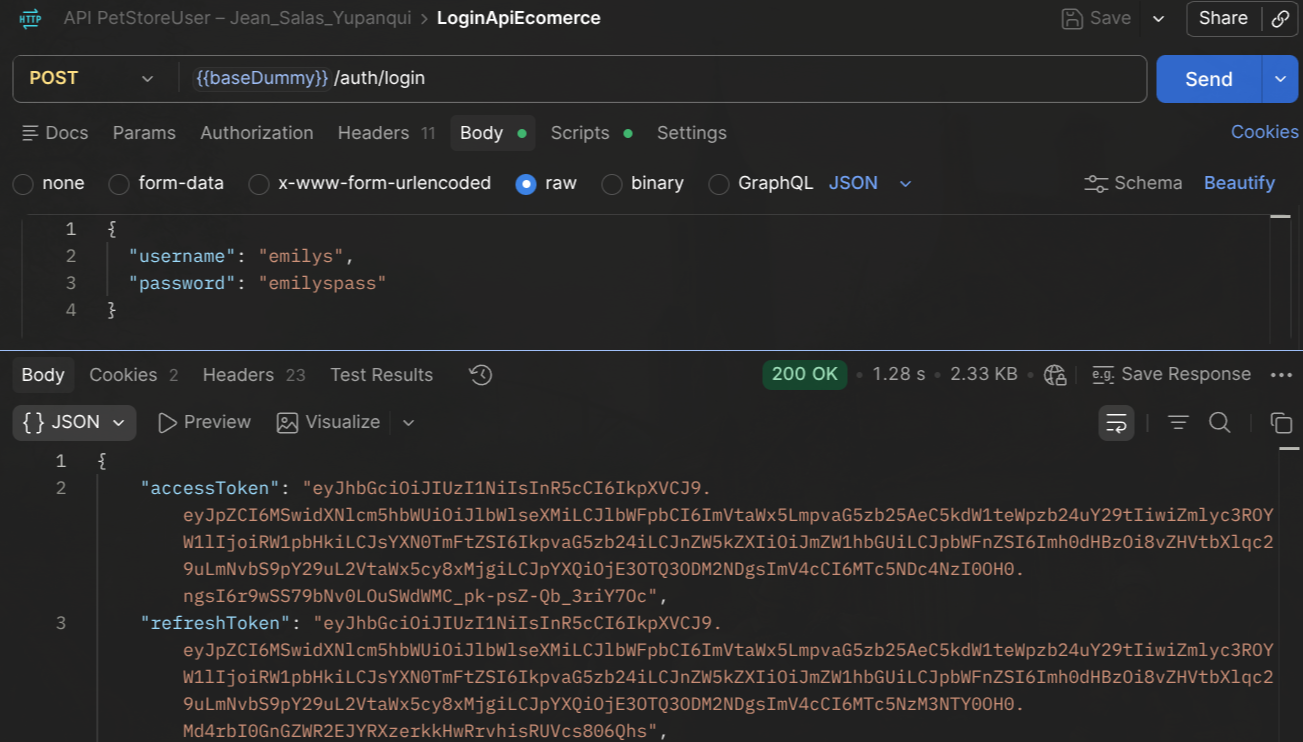 HTTP API PetStoreUser – Jean_Salas_Yupanqui > LoginApiEcomerce Save Share
POST {{baseDummy}} /auth/login Send
Docs Params Authorization Headers 11 Body Scripts Settings Cookies
none form-data x-www-form-urlencoded raw binary GraphQL JSON Schema Beautify
1 {
2 "username": "emilys",
3 "password": "emilyspass"
4 }
Body Cookies 2 Headers 23 Test Results 200 OK • 1.28 s • 2.33 KB • e.g. Save Response
{} JSON Preview Visualize
1 {
2 "accessToken": "eyJhbGciOiJIUzI1NiIsInR5cCI6IkpXVCJ9.
eyJpZCI6MSwidXNlcm5hbWUiOiJlbWlseXMiLCJlbWFpbCI6ImVtaWx5LmpvaG5zb25AeC5kdW1teWpzb24uY29tIiwiZmlyc3ROY
W1lIjoiRW1pbHkiLCJsYXN0TmFtZSI6IkpvaG5zb24iLCJnZW5kZXIiOiJmZW1hbGUiLCJpbWFnZSI6Imh0dHBzOi8vZHVtbXlqc2
9uLmNvbS9pY29uL2VtaWx5cy8xMjgiLCJpYXQiOjE3OTQ3ODM2NDgsImV4cCI6MTc5NDc4NzI0OH0.
ngsI6r9wSS79bNv0LOuSWdWMC_pk-psZ-Qb_3riY7Oc",
3 "refreshToken": "eyJhbGciOiJIUzI1NiIsInR5cCI6IkpXVCJ9.
eyJpZCI6MSwidXNlcm5hbWUiOiJlbWlseXMiLCJlbWFpbCI6ImVtaWx5LmpvaG5zb25AeC5kdW1teWpzb24uY29tIiwiZmlyc3ROY
W1lIjoiRW1pbHkiLCJsYXN0TmFtZSI6IkpvaG5zb24iLCJnZW5kZXIiOiJmZW1hbGUiLCJpbWFnZSI6Imh0dHBzOi8vZHVtbXlqc2
9uLmNvbS9pY29uL2VtaWx5cy8xMjgiLCJpYXQiOjE3OTQ3ODM2NDgsImV4cCI6MTc5NzM3NTY0OH0.
Md4rbI0GnGZWR2EJYRXzerkkHwRrvhisRUVcs806Qhs",